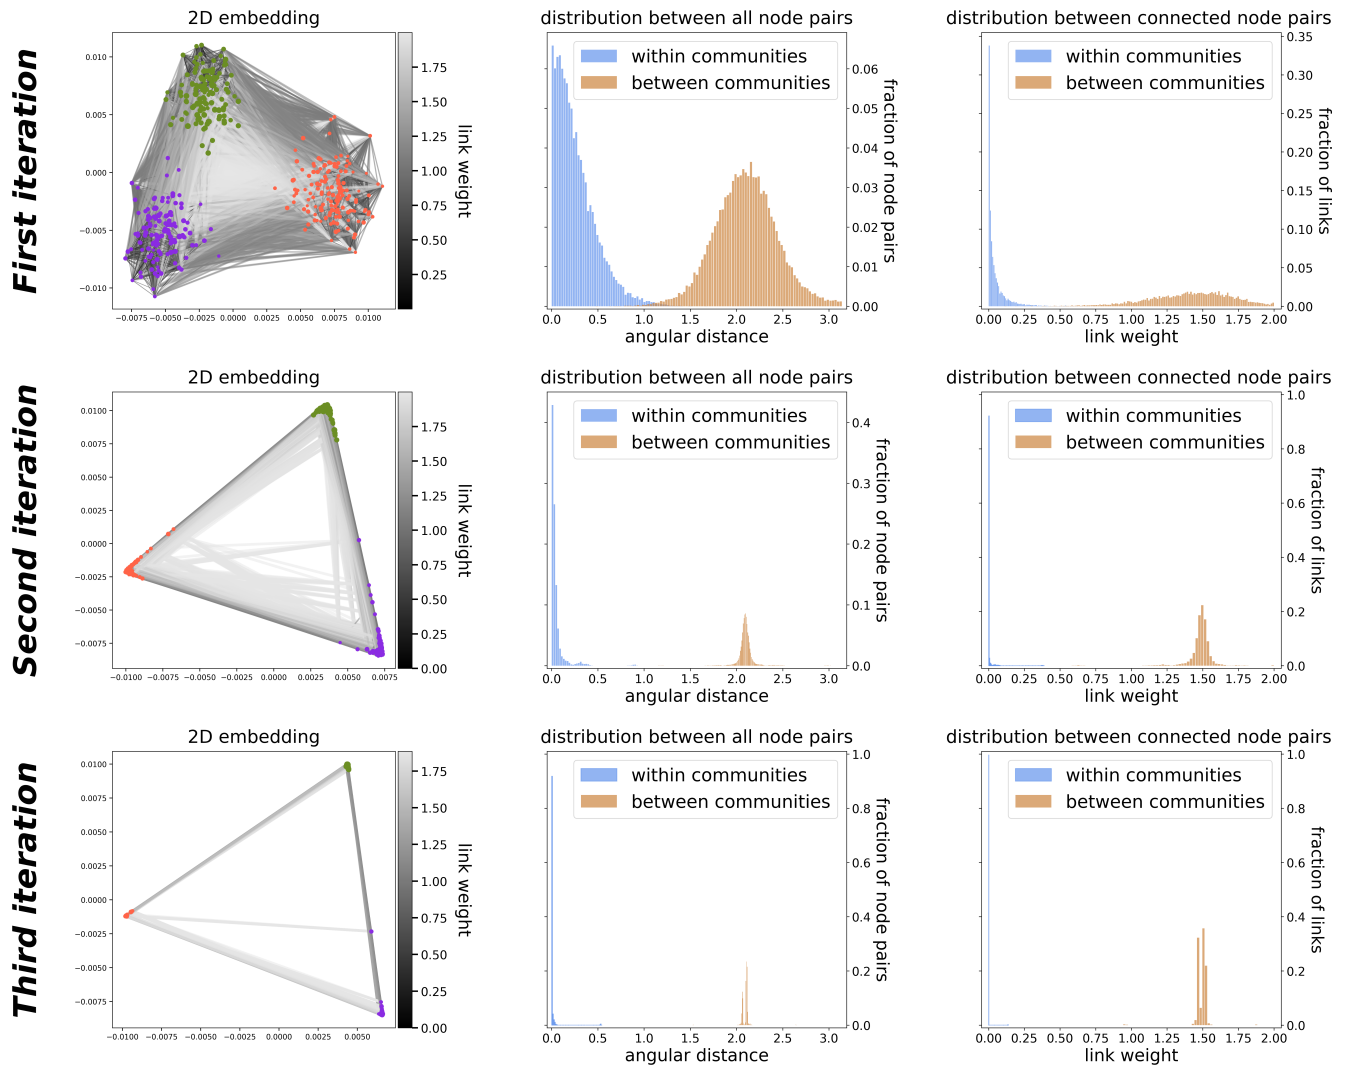 First iteration
2D embedding
0.010
0.005
0.000
−0.005
−0.010
−0.0075 −0.0050 −0.0025 0.0000 0.0025 0.0050 0.0075 0.0100
1.75
1.50
1.25
1.00
0.75
0.50
0.25
link weight
distribution between all node pairs
within communities
between communities
0.06
0.05
0.04
0.03
0.02
0.01
0.00
fraction of node pairs
0.0 0.5 1.0 1.5 2.0 2.5 3.0
angular distance
distribution between connected node pairs
within communities
between communities
0.35
0.30
0.25
0.20
0.15
0.10
0.05
0.00
fraction of links
0.00 0.25 0.50 0.75 1.00 1.25 1.50 1.75 2.00
link weight
Second iteration
2D embedding
0.0100
0.0075
0.0050
0.0025
0.0000
−0.0025
−0.0050
−0.0075
−0.0100 −0.0075 −0.0050 −0.0025 0.0000 0.0025 0.0050 0.0075
1.75
1.50
1.25
1.00
0.75
0.50
0.25
0.00
link weight
distribution between all node pairs
within communities
between communities
0.4
0.3
0.2
0.1
0.0
fraction of node pairs
0.0 0.5 1.0 1.5 2.0 2.5 3.0
angular distance
distribution between connected node pairs
within communities
between communities
1.0
0.8
0.6
0.4
0.2
0.0
fraction of links
0.00 0.25 0.50 0.75 1.00 1.25 1.50 1.75 2.00
link weight
Third iteration
2D embedding
0.0100
0.0075
0.0050
0.0025
0.0000
−0.0025
−0.0050
−0.0075
−0.0100 −0.0075 −0.0050 −0.0025 0.0000 0.0025 0.0050
1.75
1.50
1.25
1.00
0.75
0.50
0.25
0.00
link weight
distribution between all node pairs
within communities
between communities
1.0
0.8
0.6
0.4
0.2
0.0
fraction of node pairs
0.0 0.5 1.0 1.5 2.0 2.5 3.0
angular distance
distribution between connected node pairs
within communities
between communities
1.0
0.8
0.6
0.4
0.2
0.0
fraction of links
0.00 0.25 0.50 0.75 1.00 1.25 1.50 1.75 2.00
link weight